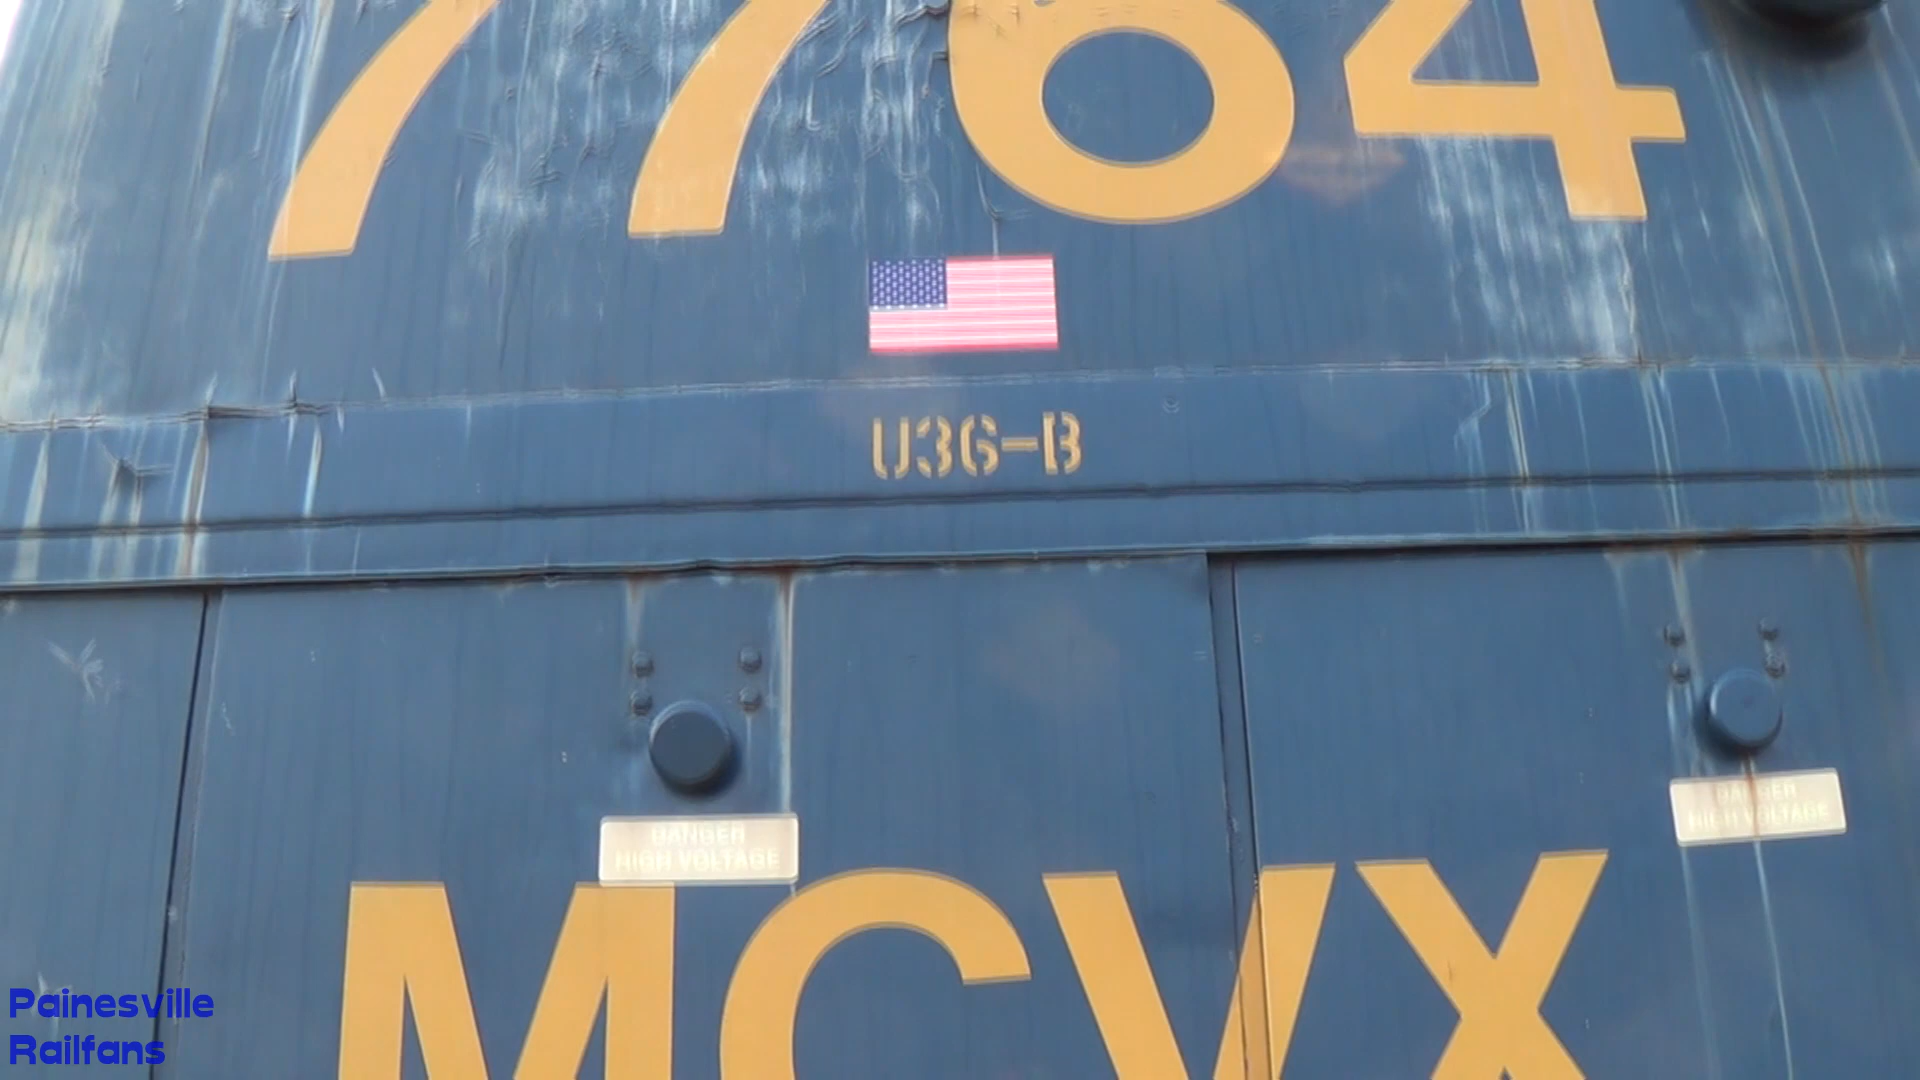 7764
U36-B
DANGER
HIGH VOLTAGE
DANGER
HIGH VOLTAGE
MCVX
Painesville
Railfans